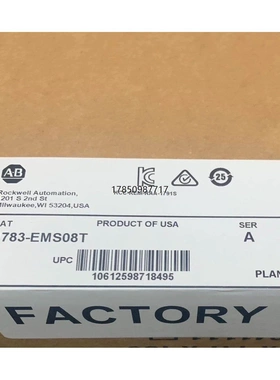 A-B
17850987717
25
Rockwell Automation,
1201 S 2nd St
Milwaukee,WI 53204,USA
AT
PRODUCT OF USA
SER
783-EMS08T
A
UPC
10612598718495
PLAN
FACTORY